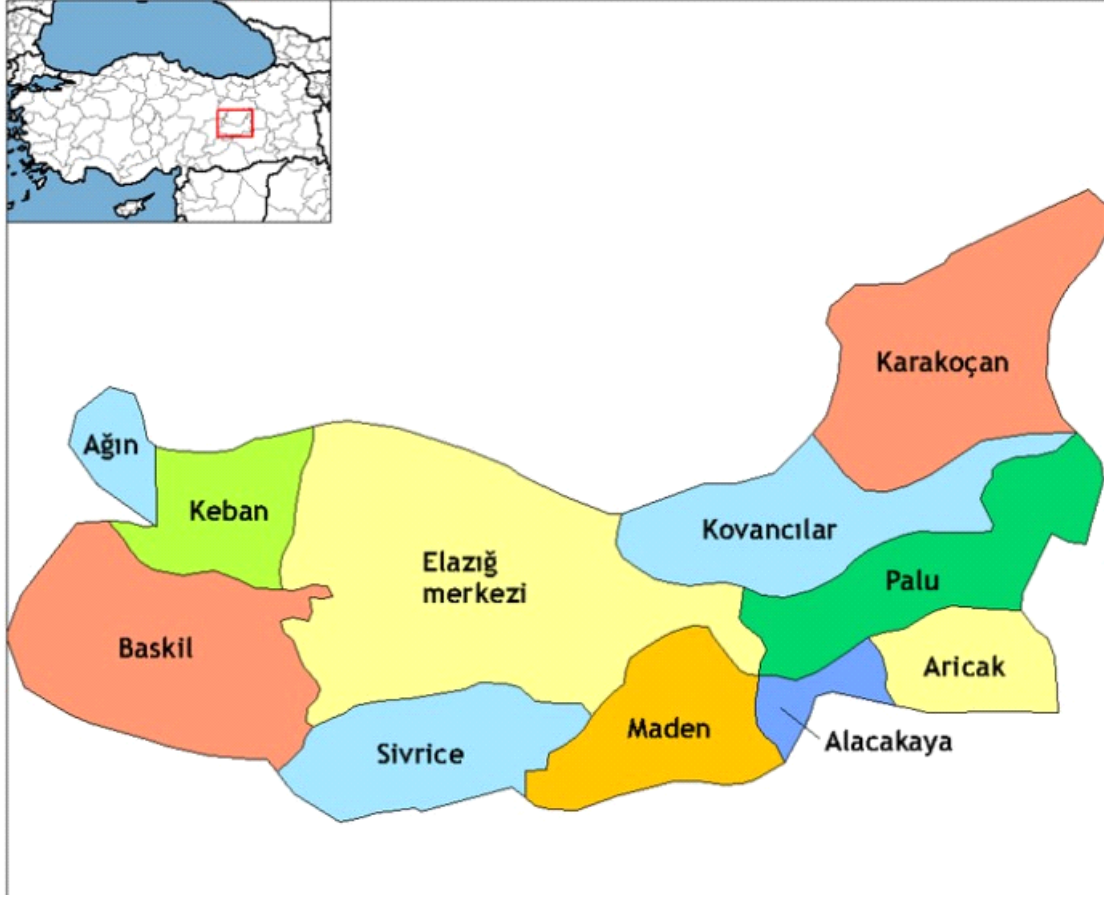 Karakoçan
Ağın
Keban
Kovancılar
Elazığ
merkezi
Palu
Baskil
Aricak
Maden
Alacakaya
Sivrice